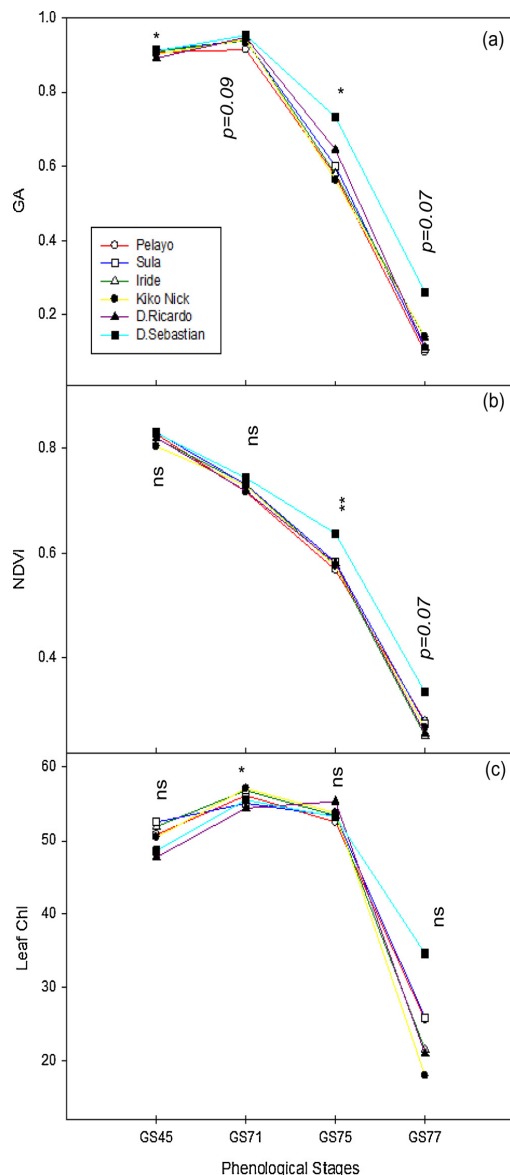 1.0
(a)
*
0.8
*
p=0.09
GA
0.6
p=0.07
0.4
Pelayo
Sula
Iride
Kiko Nick
D.Ricardo
D.Sebastian
0.2
(b)
0.8
ns
ns
**
NDVI
0.6
p=0.07
0.4
60
(c)
ns
*
ns
50
Leaf Chl
40
ns
30
20
GS45 GS71 GS75 GS77
Phenological Stages